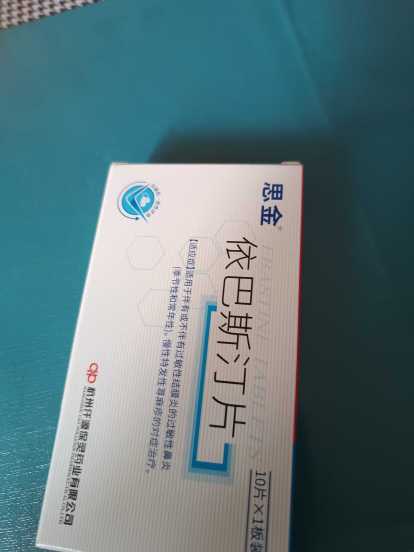 思金
依巴斯汀片
【适应症】适用于伴有或不伴有过敏性结膜炎的过敏性鼻炎
(季节性和常年性)。慢性特发性荨麻疹的对症治疗。
10片×1板装
杭州仟源保灵药业有限公司